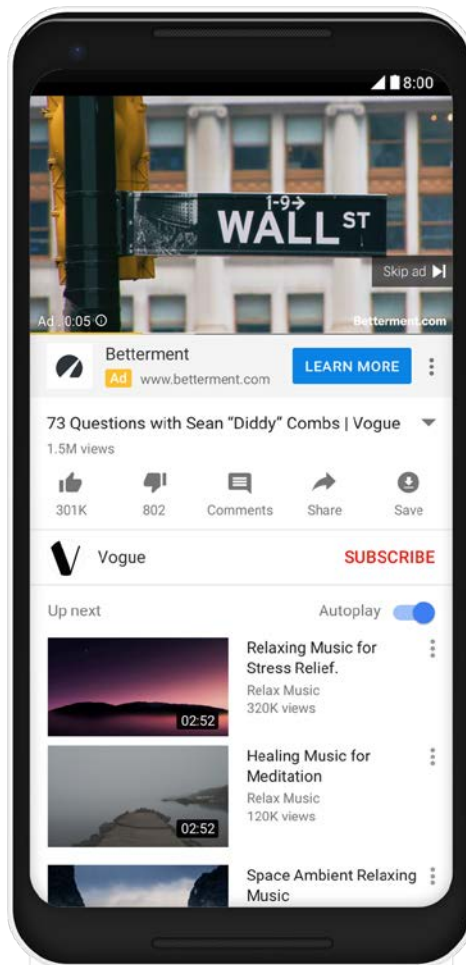 8:00
1-9→
WALL ST
Skip ad
Ad . 0:05
Betterment.com
Betterment
Ad www.betterment.com
LEARN MORE
73 Questions with Sean “Diddy” Combs | Vogue
1.5M views
301K
802
Comments
Share
Save
Vogue
SUBSCRIBE
Up next
Autoplay
Relaxing Music for
Stress Relief.
Relax Music
320K views
02:52
Healing Music for
Meditation
Relax Music
120K views
02:52
Space Ambient Relaxing
Music